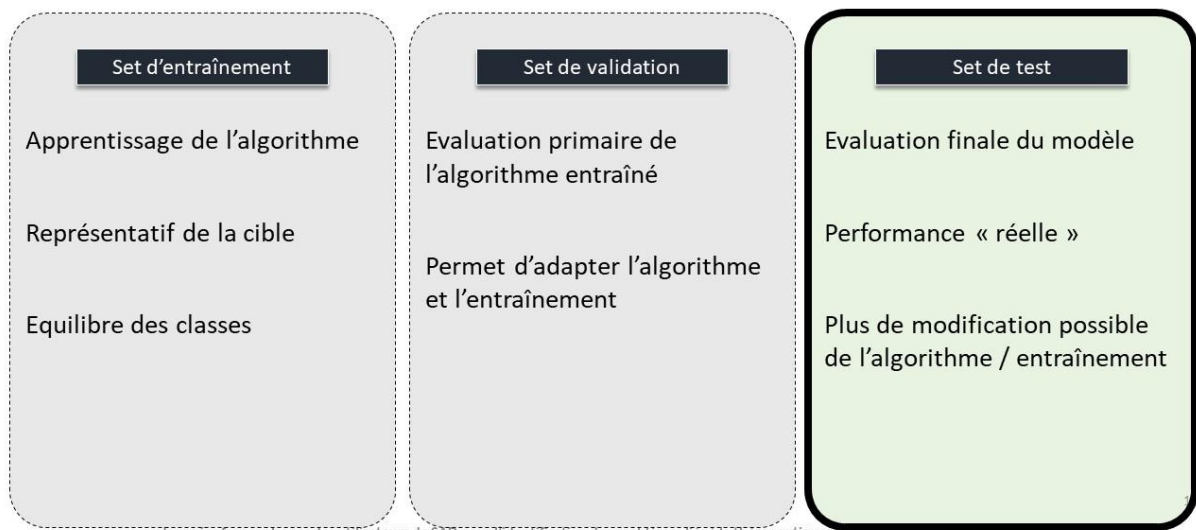 Set d’entraînement
Apprentissage de l’algorithme
Représentatif de la cible
Equilibre des classes
Set de validation
Evaluation primaire de
l’algorithme entraîné
Permet d’adapter l’algorithme
et l’entraînement
Set de test
Evaluation finale du modèle
Performance « réelle »
Plus de modification possible
de l’algorithme / entraînement